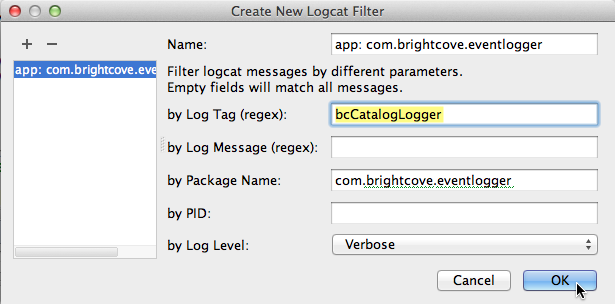 Create New Logcat Filter
+ −
Name: app: com.brightcove.eventlogger
app: com.brightcove.eve
Filter logcat messages by different parameters.
Empty fields will match all messages.
by Log Tag (regex): bcCatalogLogger
by Log Message (regex):
by Package Name: com.brightcove.eventlogger
by PID:
by Log Level: Verbose
Cancel OK